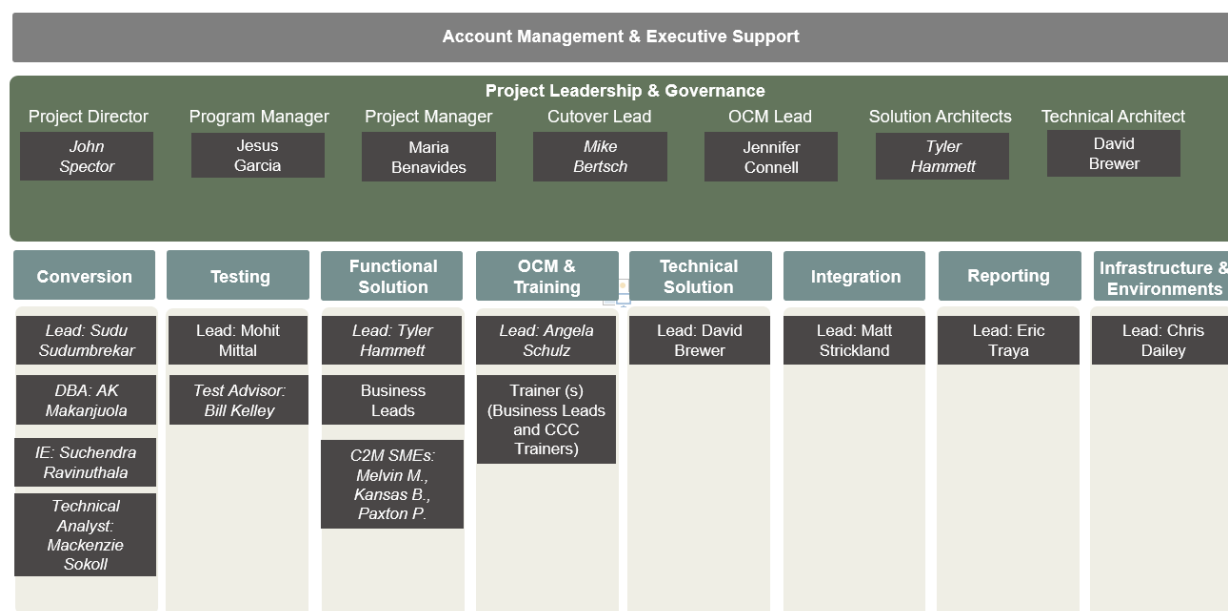 Account Management & Executive Support
Project Leadership & Governance
Project Director
John
Spector
Program Manager
Jesus
Garcia
Project Manager
Maria
Benavides
Cutover Lead
Mike
Bertsch
OCM Lead
Jennifer
Connell
Solution Architects
Tyler
Hammett
Technical Architect
David
Brewer
Conversion
Lead: Sudu
Sudumbrekar
DBA: AK
Makanjuola
IE: Suchendra
Ravinuthala
Technical
Analyst:
Mackenzie
Sokoll
Testing
Lead: Mohit
Mittal
Test Advisor:
Bill Kelley
Functional
Solution
Lead: Tyler
Hammett
Business
Leads
C2M SMEs:
Melvin M.,
Kansas B.,
Paxton P.
OCM &
Training
Lead: Angela
Schulz
Trainer (s)
(Business Leads
and CCC
Trainers)
Technical
Solution
Lead: David
Brewer
Integration
Lead: Matt
Strickland
Reporting
Lead: Eric
Traya
Infrastructure &
Environments
Lead: Chris
Dailey